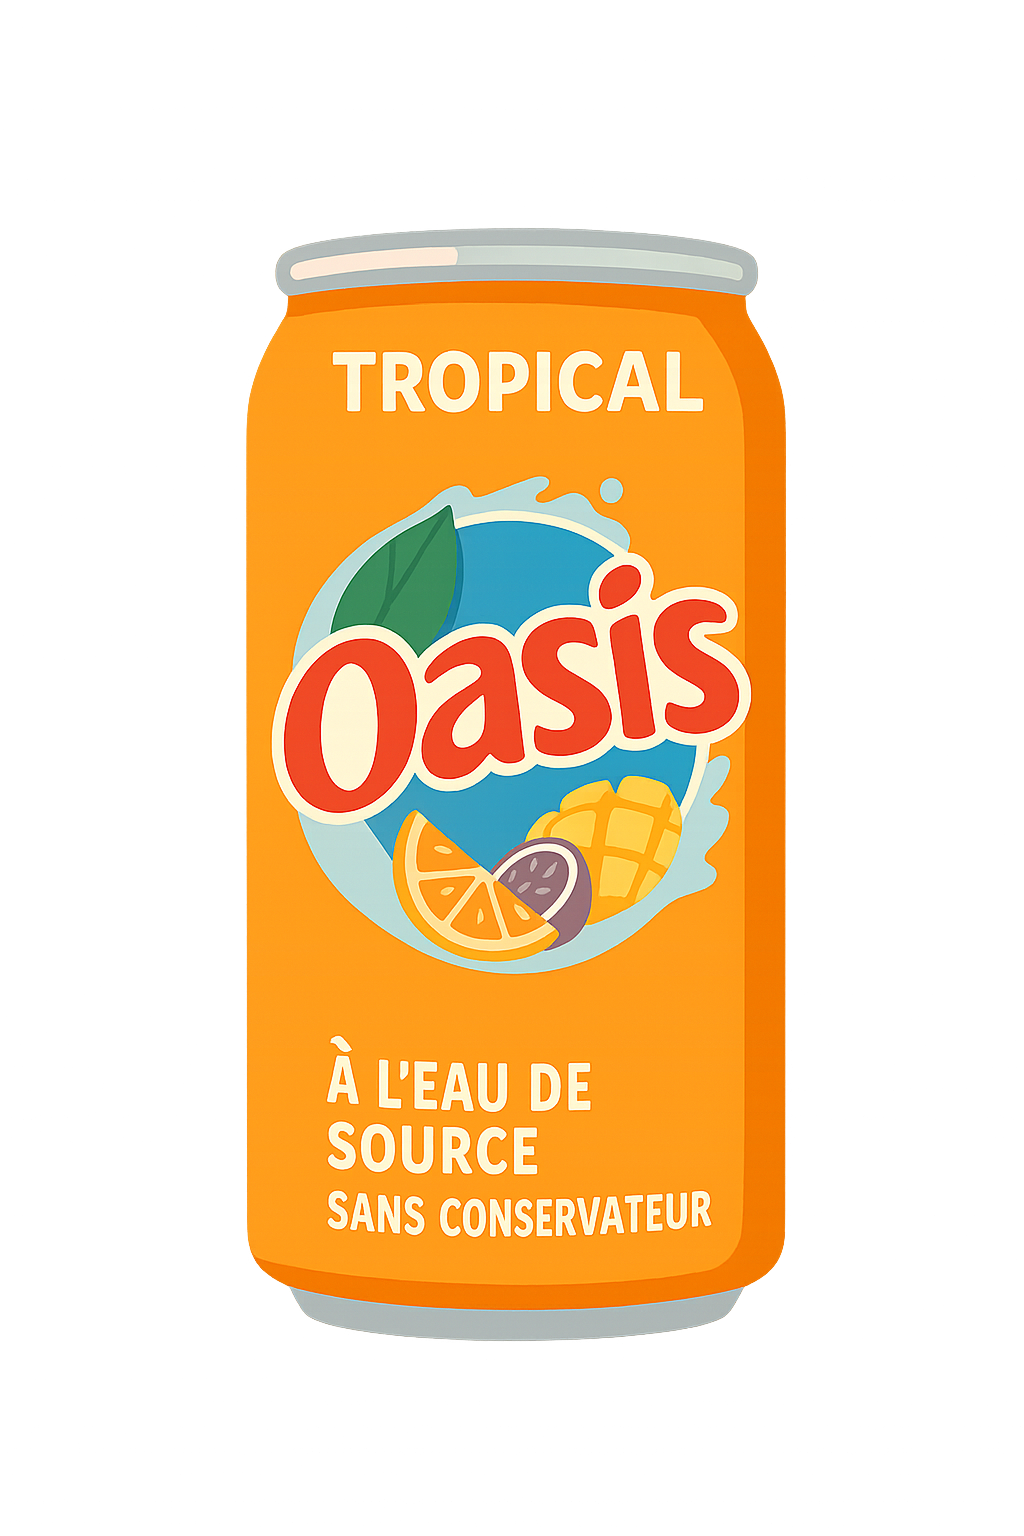 TROPICAL
Oasis
À L'EAU DE
SOURCE
SANS CONSERVATEUR